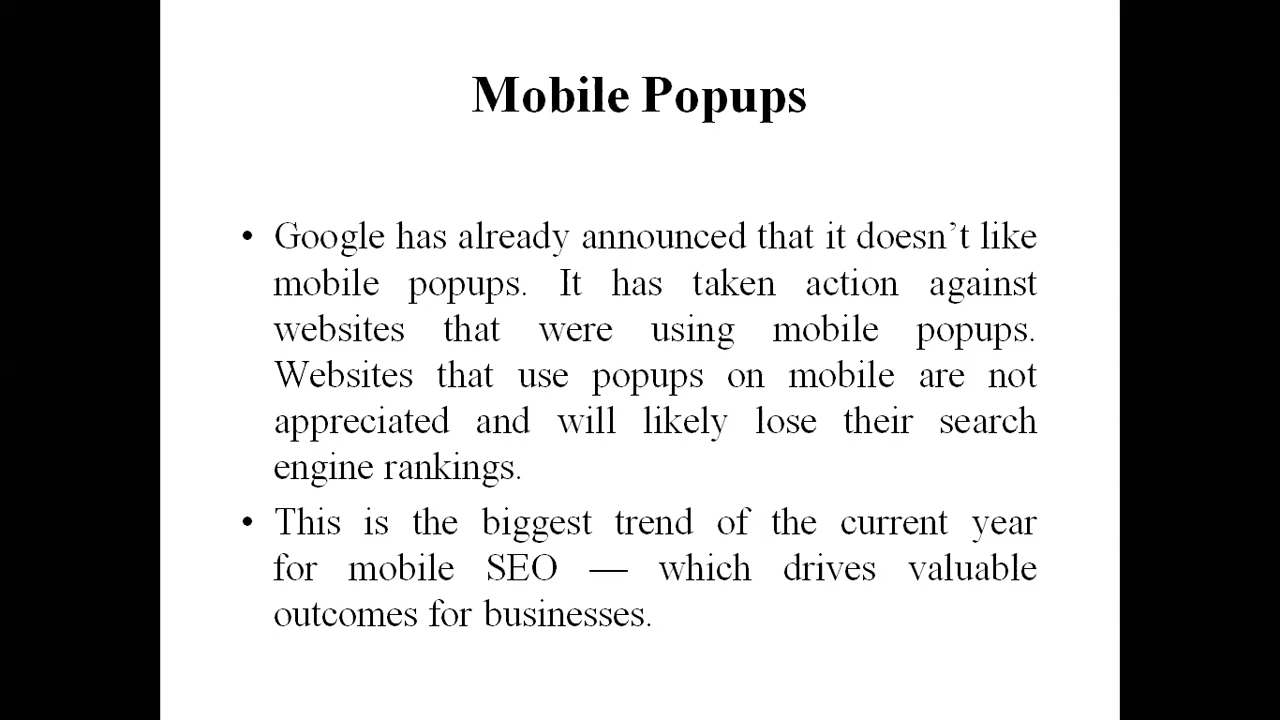 Mobile Popups
• Google has already announced that it doesn’t like
mobile popups. It has taken action against
websites that were using mobile popups.
Websites that use popups on mobile are not
appreciated and will likely lose their search
engine rankings.
• This is the biggest trend of the current year
for mobile SEO — which drives valuable
outcomes for businesses.